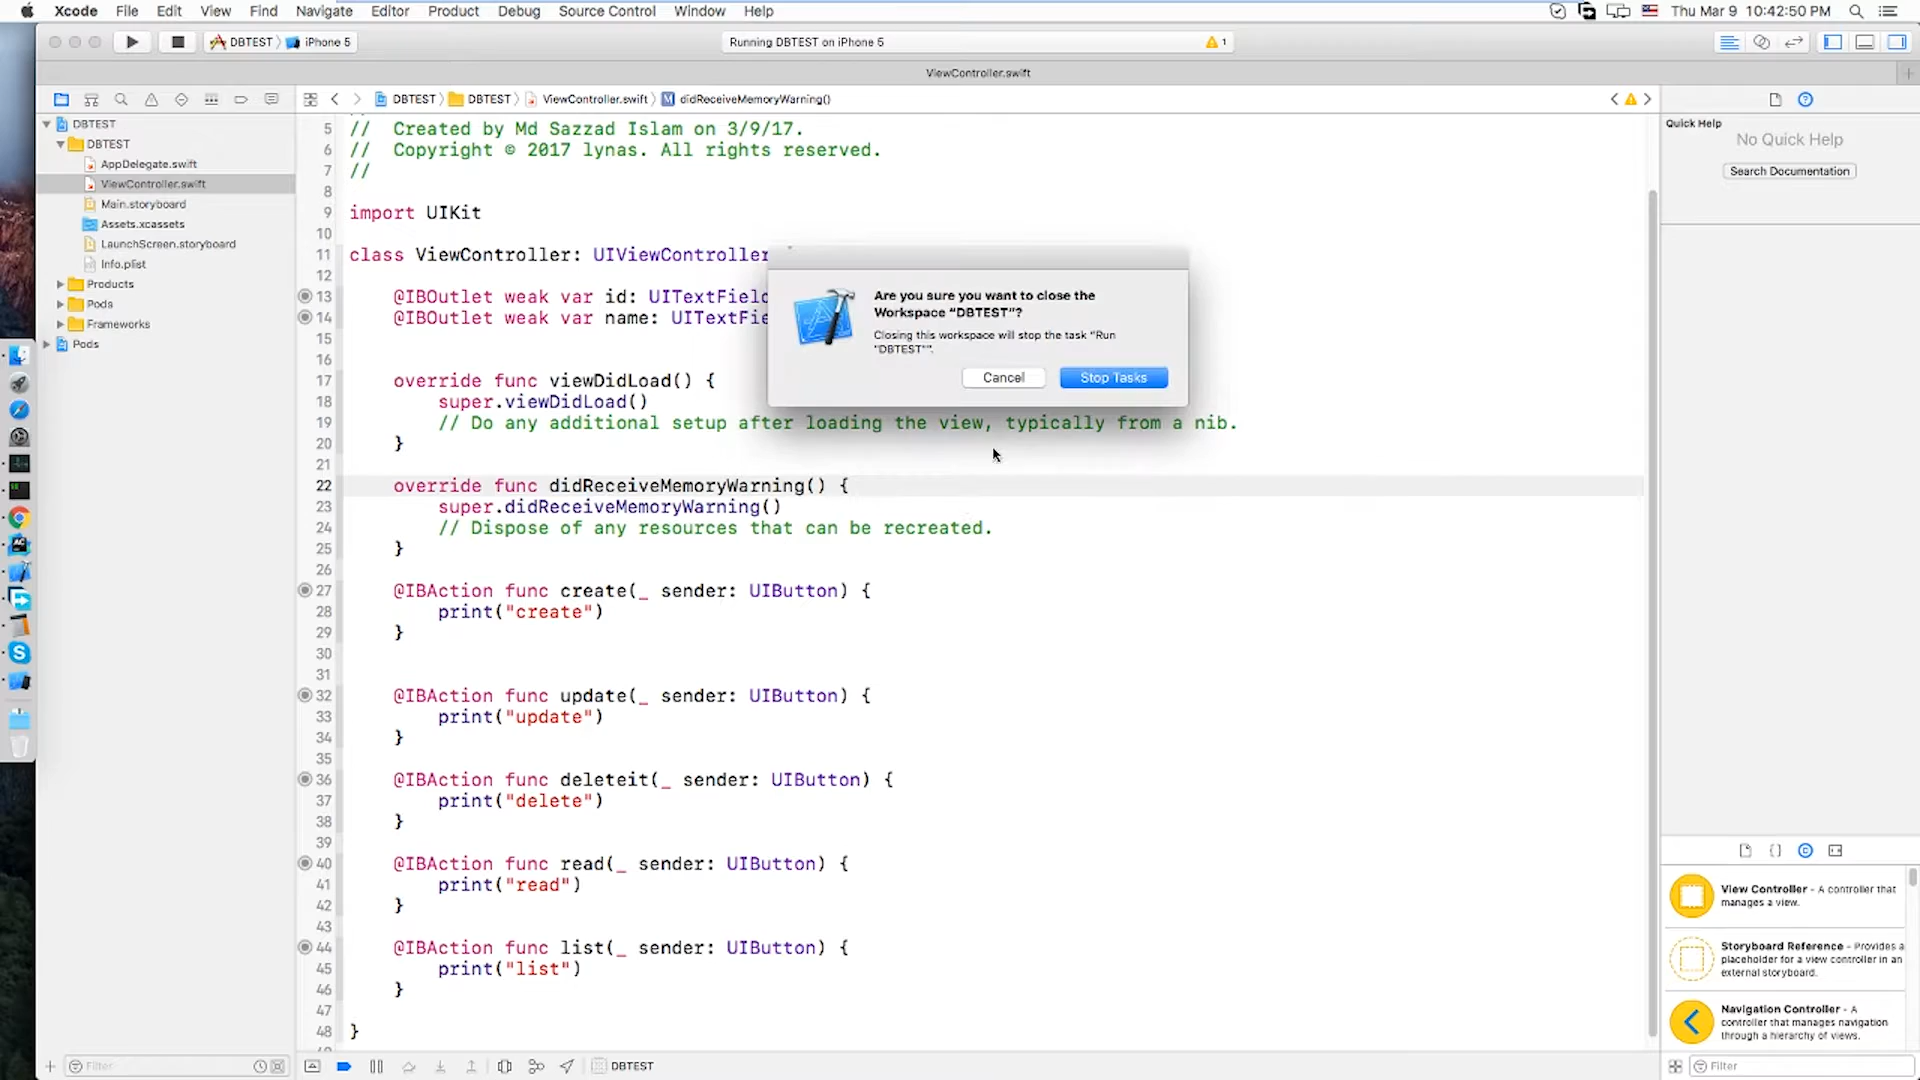 Xcode File Edit View Find Navigate Editor Product Debug Source Control Window Help Thu Mar 9 10:42:50 PM
DBTEST iPhone 5 Running DBTEST on iPhone 5 1
ViewController.swift
DBTEST DBTEST ViewController.swift M didReceiveMemoryWarning()
DBTEST
DBTEST
AppDelegate.swift
ViewController.swift
Main.storyboard
Assets.xcassets
LaunchScreen.storyboard
Info.plist
Products
Pods
Frameworks
Pods
5 // Created by Md Sazzad Islam on 3/9/17.
6 // Copyright © 2017 lynas. All rights reserved.
7 //
8
9 import UIKit
10
11 class ViewController: UIViewController
12
13 @IBOutlet weak var id: UITextField
14 @IBOutlet weak var name: UITextFie
15
16
17 override func viewDidLoad() {
18 super.viewDidLoad()
19 // Do any additional setup after loading the view, typically from a nib.
20 }
21
22 override func didReceiveMemoryWarning() {
23 super.didReceiveMemoryWarning()
24 // Dispose of any resources that can be recreated.
25 }
26
27 @IBAction func create(_ sender: UIButton) {
28 print("create")
29 }
30
31
32 @IBAction func update(_ sender: UIButton) {
33 print("update")
34 }
35
36 @IBAction func deleteit(_ sender: UIButton) {
37 print("delete")
38 }
39
40 @IBAction func read(_ sender: UIButton) {
41 print("read")
42 }
43
44 @IBAction func list(_ sender: UIButton) {
45 print("list")
46 }
47
48 }
Are you sure you want to close the
Workspace “DBTEST”?
Closing this workspace will stop the task “Run
“DBTEST””.
Cancel Stop Tasks
Quick Help
No Quick Help
Search Documentation
View Controller - A controller that
manages a view.
Storyboard Reference - Provides a
placeholder for a view controller in an
external storyboard.
Navigation Controller - A
controller that manages navigation
through a hierarchy of views.
Filter
DBTEST
Filter